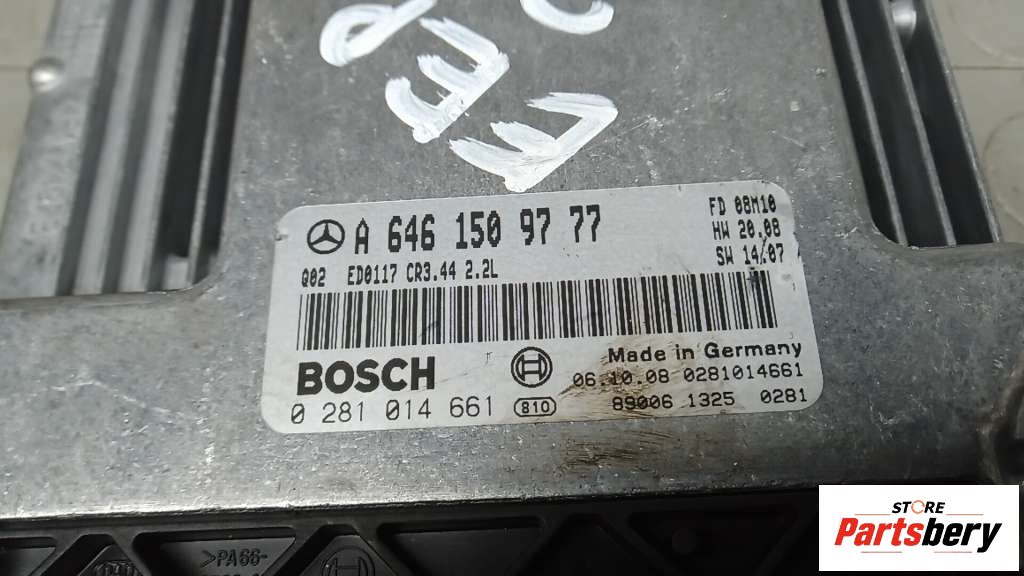 A 646 150 97 77
FD 08M10
HW 20.08
SW 14/07
Q02 ED0117 CR3.44 2.2L
BOSCH
Made in Germany
06.10.08 0281014661
0 281 014 661 810
89006 1325 0281
>PA66-
STORE
Partsbery